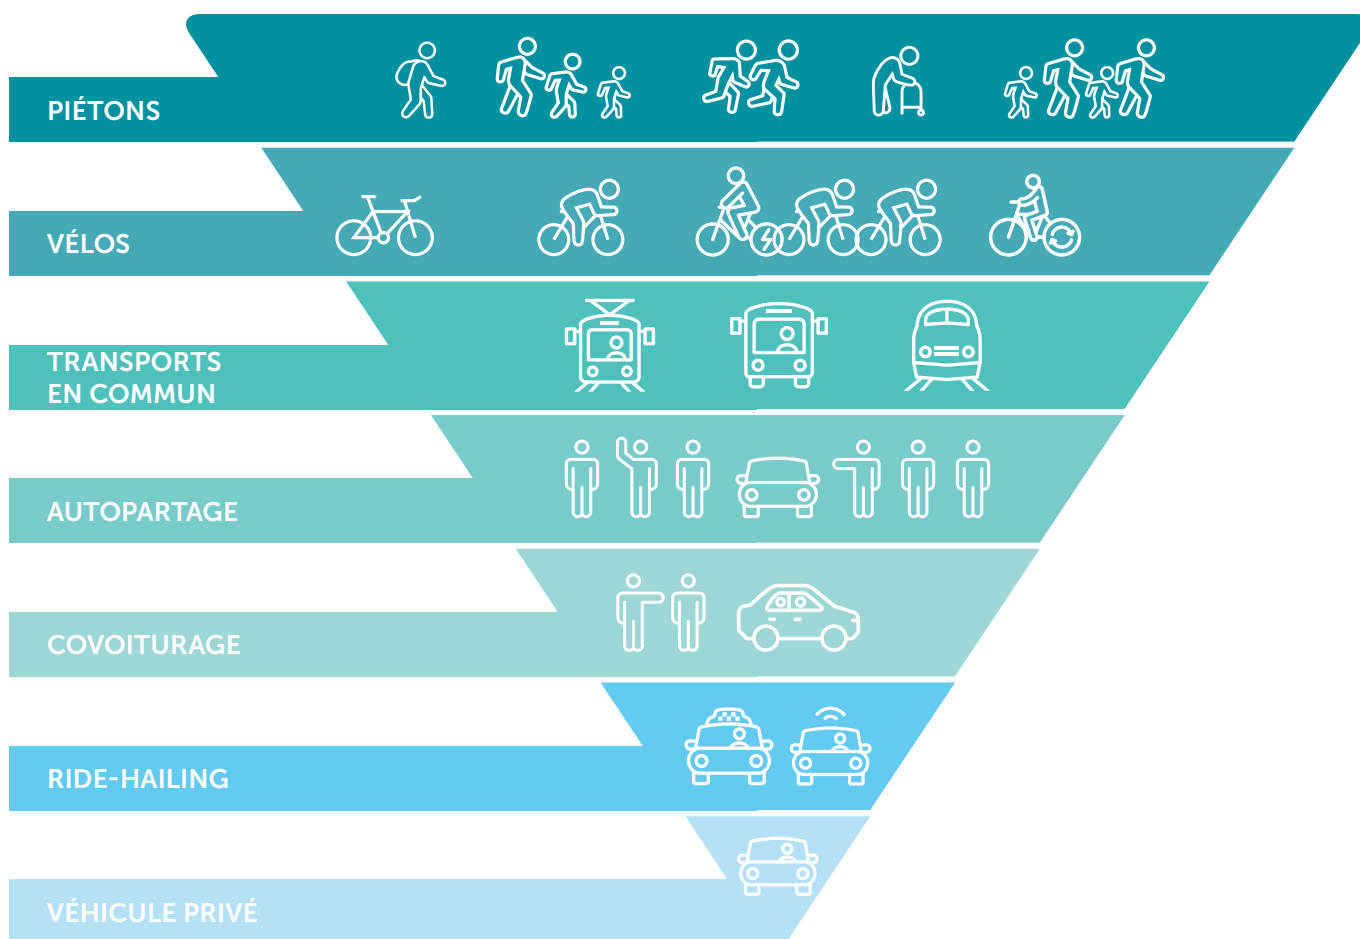 PIÉTONS
VÉLOS
TRANSPORTS
EN COMMUN
AUTOPARTAGE
COVOITURAGE
RIDE-HAILING
VÉHICULE PRIVÉ